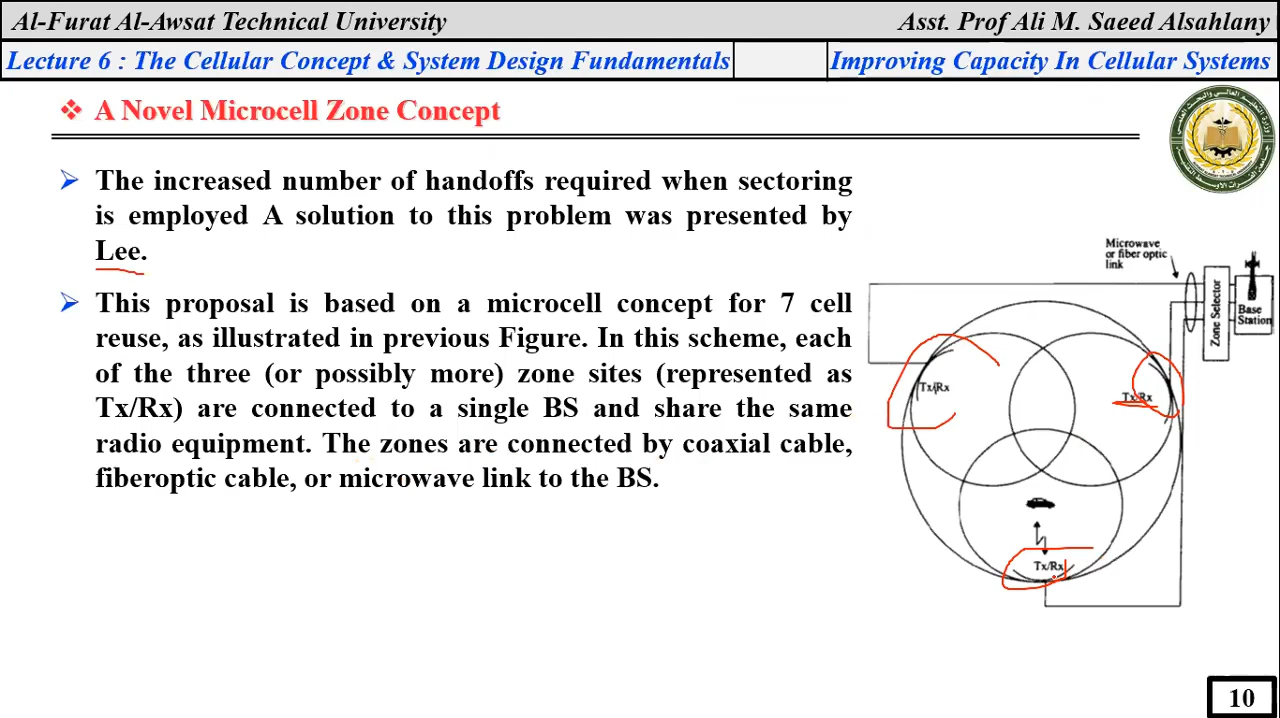 Al-Furat Al-Awsat Technical University
Asst. Prof Ali M. Saeed Alsahlany
Lecture 6 : The Cellular Concept & System Design Fundamentals
Improving Capacity In Cellular Systems
A Novel Microcell Zone Concept
The increased number of handoffs required when sectoring
is employed A solution to this problem was presented by
Lee.
This proposal is based on a microcell concept for 7 cell
reuse, as illustrated in previous Figure. In this scheme, each
of the three (or possibly more) zone sites (represented as
Tx/Rx) are connected to a single BS and share the same
radio equipment. The zones are connected by coaxial cable,
fiberoptic cable, or microwave link to the BS.
Microwave
or fiber optic
link
Zone Selector
Base
Station
Tx/Rx
Tx/Rx
Tx/Rx
10